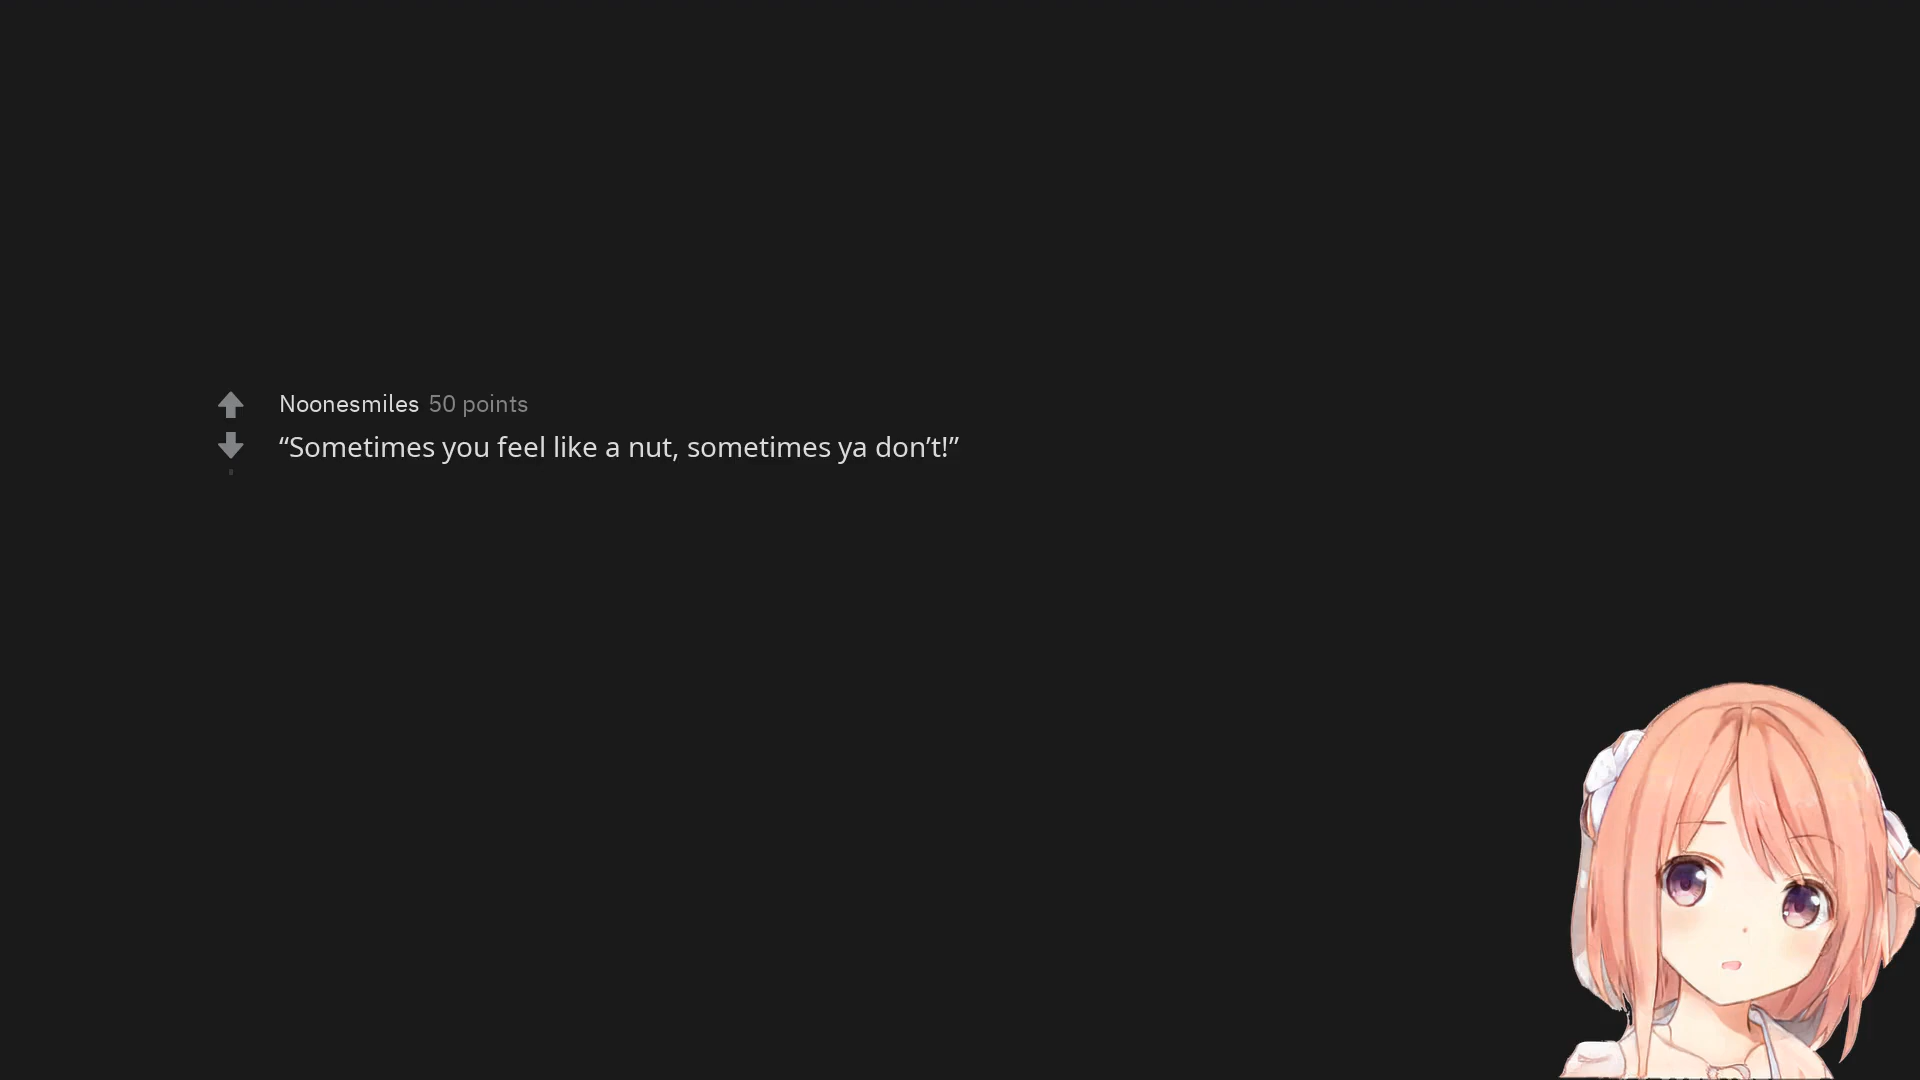 Noonesmiles 50 points
“Sometimes you feel like a nut, sometimes ya don’t!”